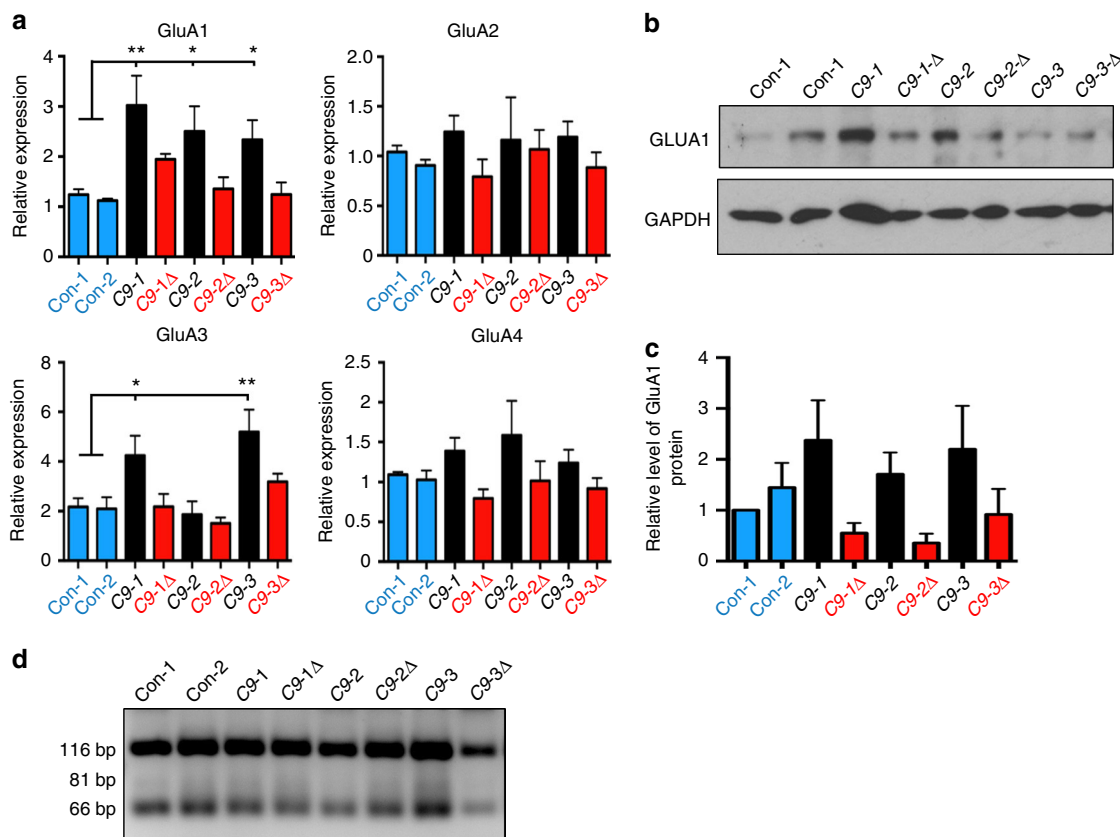 a
GluA1
Relative expression
4
3
2
1
0
** * *
Con-1 Con-2 C9-1 C9-1Δ C9-2 C9-2Δ C9-3 C9-3Δ
GluA2
Relative expression
2.0
1.5
1.0
0.5
0
Con-1 Con-2 C9-1 C9-1Δ C9-2 C9-2Δ C9-3 C9-3Δ
GluA3
Relative expression
8
6
4
2
0
* **
Con-1 Con-2 C9-1 C9-1Δ C9-2 C9-2Δ C9-3 C9-3Δ
GluA4
Relative expression
2.5
2.0
1.5
1
0.5
0
Con-1 Con-2 C9-1 C9-1Δ C9-2 C9-2Δ C9-3 C9-3Δ
b
Con-1 Con-1 C9-1 C9-1-Δ C9-2 C9-2-Δ C9-3 C9-3-Δ
GLUA1
GAPDH
c
Relative level of GluA1
protein
4
3
2
1
0
Con-1 Con-2 C9-1 C9-1Δ C9-2 C9-2Δ C9-3 C9-3Δ
d
Con-1 Con-2 C9-1 C9-1Δ C9-2 C9-2Δ C9-3 C9-3Δ
116 bp
81 bp
66 bp